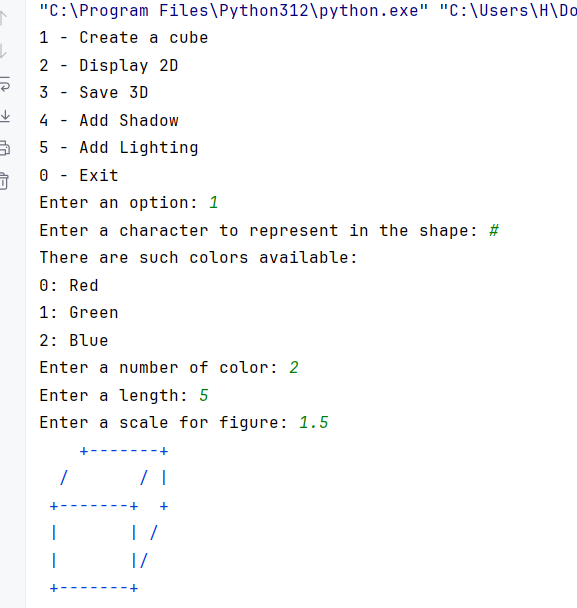 "C:\Program Files\Python312\python.exe" "C:\Users\H\Do
1 - Create a cube
2 - Display 2D
3 - Save 3D
4 - Add Shadow
5 - Add Lighting
0 - Exit
Enter an option: 1
Enter a character to represent in the shape: #
There are such colors available:
0: Red
1: Green
2: Blue
Enter a number of color: 2
Enter a length: 5
Enter a scale for figure: 1.5
    +-------+
  /       / |
 +-------+  +
 |       | /
 |       |/
 +-------+